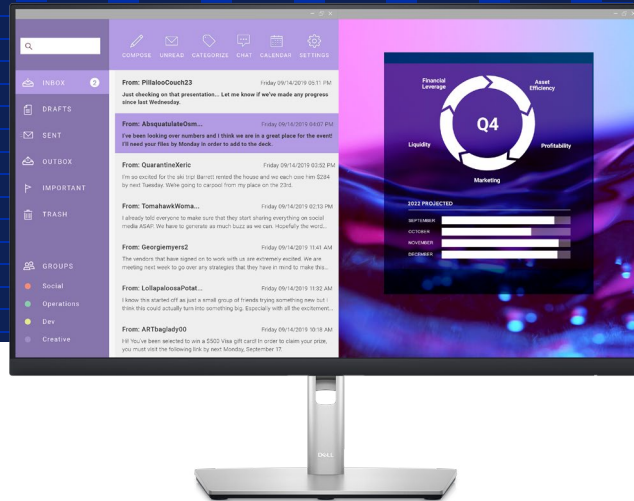 INBOX 2
DRAFTS
SENT
OUTBOX
IMPORTANT
TRASH
GROUPS
Social
Operations
Dev
Creative
COMPOSE UNREAD CATEGORIZE CHAT CALENDAR SETTINGS
From: PillalooCouch23 Friday 09/14/2019 05:11 PM
Just checking on that presentation... Let me know if we've made any progress
since last Wednesday.
From: AbsquatulateOsm... Friday 09/14/2019 04:07 PM
I've been looking over numbers and I think we are in a great place for the event!
I'll need your files by Monday in order to add to the deck.
From: QuarantineXeric Friday 09/14/2019 03:52 PM
I'm so excited for the ski trip! Barrett rented the house and we each owe him $284
by next Tuesday. We're going to carpool from my place on the 23rd.
From: TomahawkWoma... Friday 09/14/2019 02:13 PM
I already told everyone to make sure that they start sharing everything on social
media ASAP. We have to generate as much buzz as we can. Hopefully the word...
From: Georgiemyers2 Friday 09/14/2019 11:41 AM
The vendors that have signed on to work with us are extremely excited. We are
meeting next week to go over any strategies that they have in mind to make this...
From: LollapaloosaPotat... Friday 09/14/2019 11:32 AM
I know this started off as just a small group of friends trying something new but I
think this could actually turn into something big. Especially with all the excitement...
From: ARTbaglady00 Friday 09/14/2019 10:18 AM
Hi! You've been selected to win a $500 Visa gift card! In order to claim your prize,
you must visit the following link by next Monday, September 17.
Financial
Leverage
Asset
Efficiency
Q4
Liquidity
Profitability
Marketing
2022 PROJECTED
SEPTEMBER
OCTOBER
NOVEMBER
DECEMBER
DELL